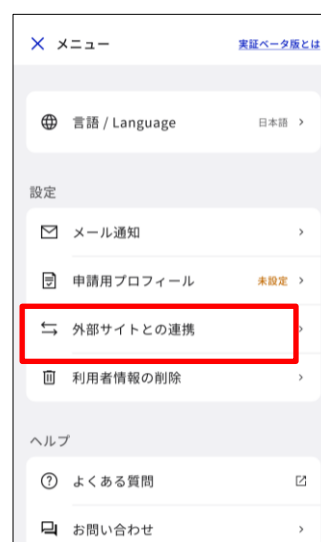 メニュー
実証ベータ版とは
言語 / Language
日本語
設定
メール通知
申請用プロフィール
未設定
外部サイトとの連携
利用者情報の削除
ヘルプ
よくある質問
お問い合わせ